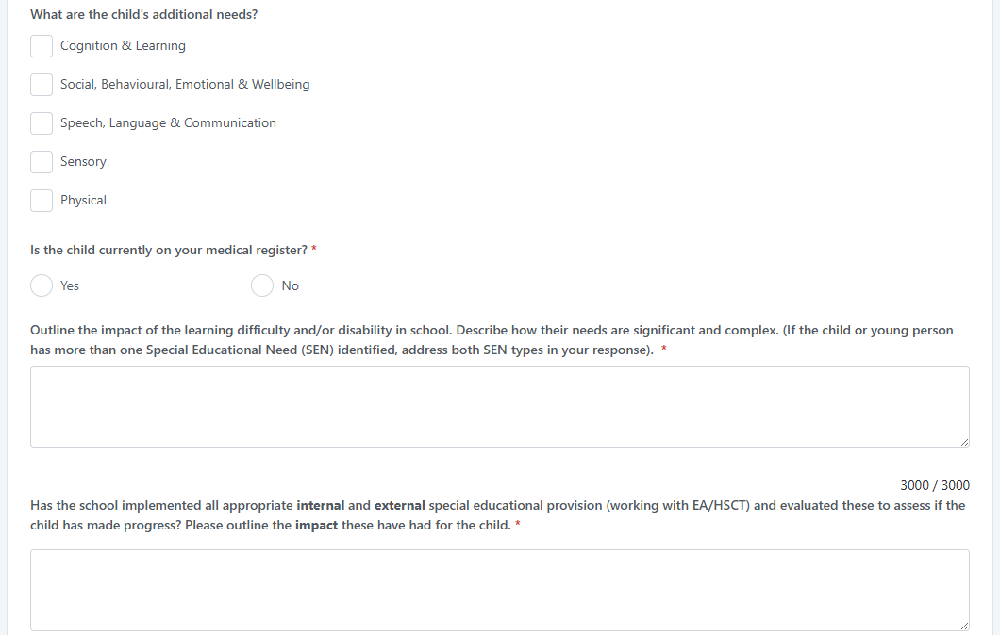 What are the child's additional needs?
Cognition & Learning
Social, Behavioural, Emotional & Wellbeing
Speech, Language & Communication
Sensory
Physical
Is the child currently on your medical register? *
Yes
No
Outline the impact of the learning difficulty and/or disability in school. Describe how their needs are significant and complex. (If the child or young person
has more than one Special Educational Need (SEN) identified, address both SEN types in your response). *
3000 / 3000
Has the school implemented all appropriate internal and external special educational provision (working with EA/HSCT) and evaluated these to assess if the
child has made progress? Please outline the impact these have had for the child. *